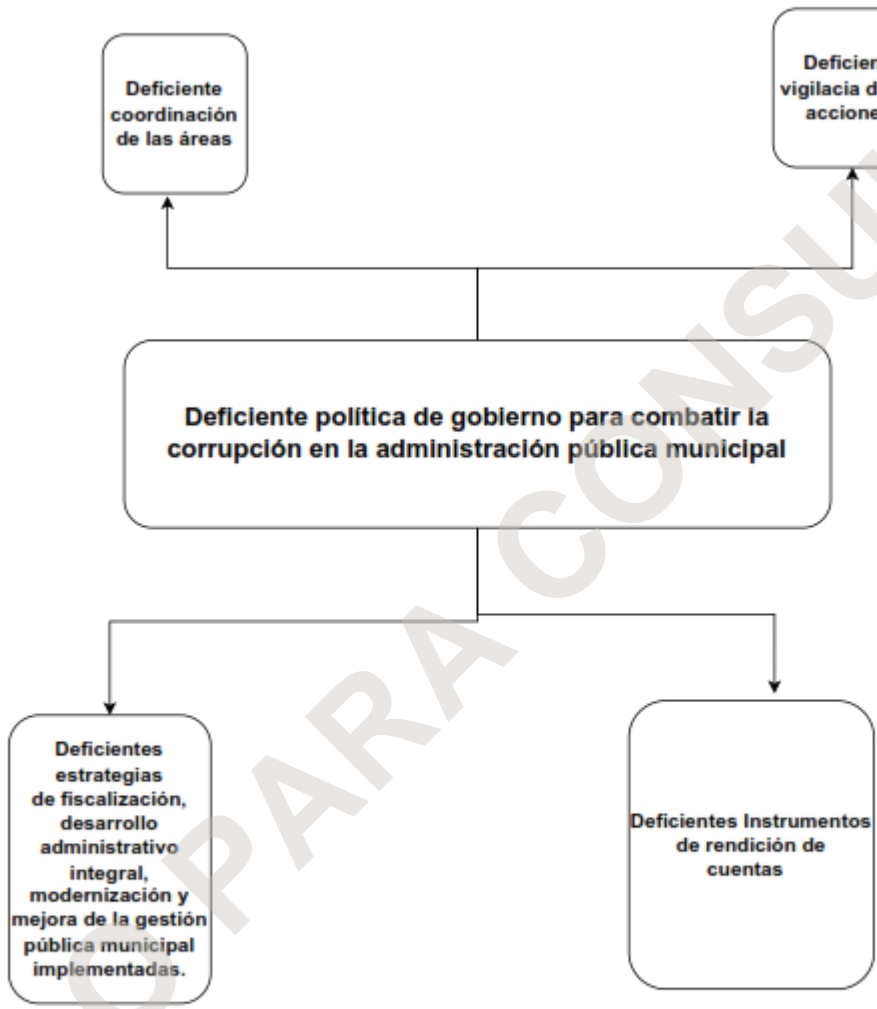 Deficiente
coordinación
de las áreas
vigilacia
Deficiente política de gobierno para combatir la
corrupción en la administración pública municipal
Deficientes
estrategias
de fiscalización,
desarrollo
administrativo
integral,
modernización y
mejora de la gestión
pública municipal
implementadas.
Deficientes Instrumentos
de rendición de
cuentas
PARA